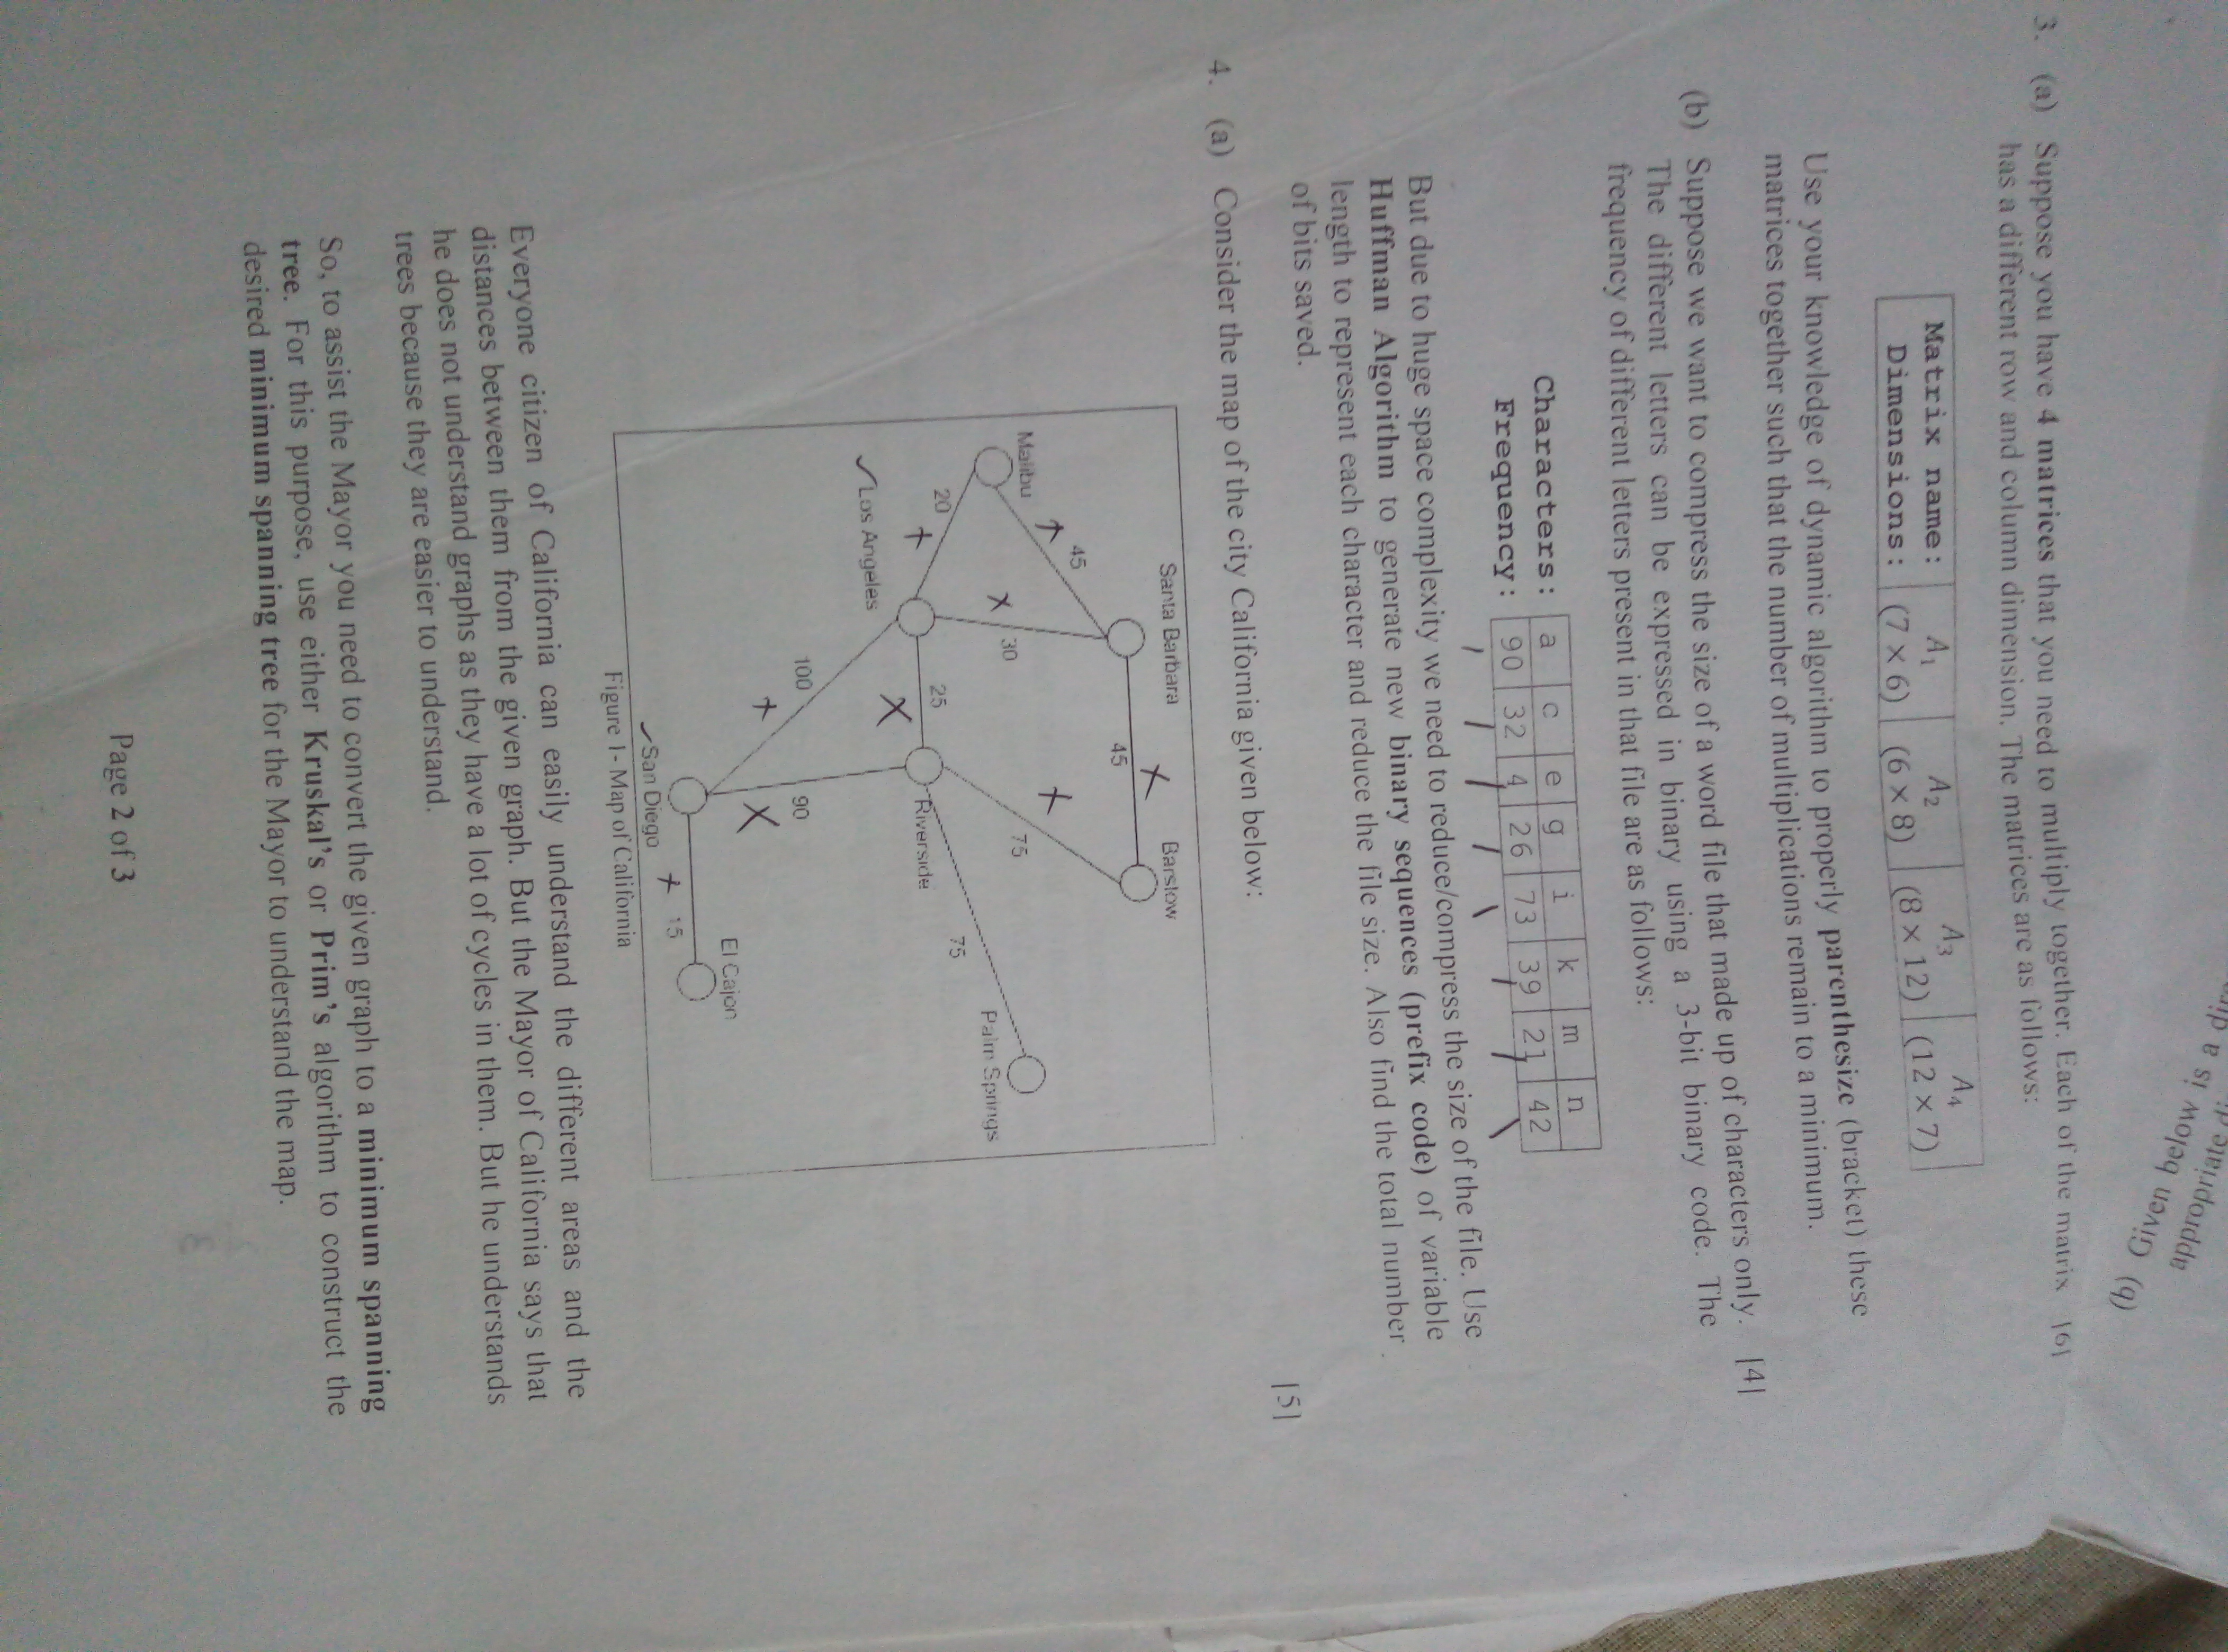 appropriate di
(b) Given below is a dip
3. (a) Suppose you have 4 matrices that you need to multiply together. Each of the matrix [6]
has a different row and column dimension. The matrices are as follows:
Matrix name: A1 A2 A3 A4
Dimensions: (7 × 6) (6 × 8) (8 × 12) (12 × 7)
Use your knowledge of dynamic algorithm to properly parenthesize (bracket) these
matrices together such that the number of multiplications remain to a minimum.
(b) Suppose we want to compress the size of a word file that made up of characters only. [4]
The different letters can be expressed in binary using a 3-bit binary code. The
frequency of different letters present in that file are as follows:
Characters: a c e g i k m n
Frequency: 90 32 4 26 73 39 21 42
But due to huge space complexity we need to reduce/compress the size of the file. Use
Huffman Algorithm to generate new binary sequences (prefix code) of variable
length to represent each character and reduce the file size. Also find the total number
of bits saved.
4. (a) Consider the map of the city California given below: [5]
Santa Barbara
Barstow
45
45
Malibu
30
75
20
25
Los Angeles
Riverside
75
Palm Springs
100
90
San Diego
15
El Cajon
Figure 1- Map of California
Everyone citizen of California can easily understand the different areas and the
distances between them from the given graph. But the Mayor of California says that
he does not understand graphs as they have a lot of cycles in them. But he understands
trees because they are easier to understand.
So, to assist the Mayor you need to convert the given graph to a minimum spanning
tree. For this purpose, use either Kruskal's or Prim's algorithm to construct the
desired minimum spanning tree for the Mayor to understand the map.
Page 2 of 3